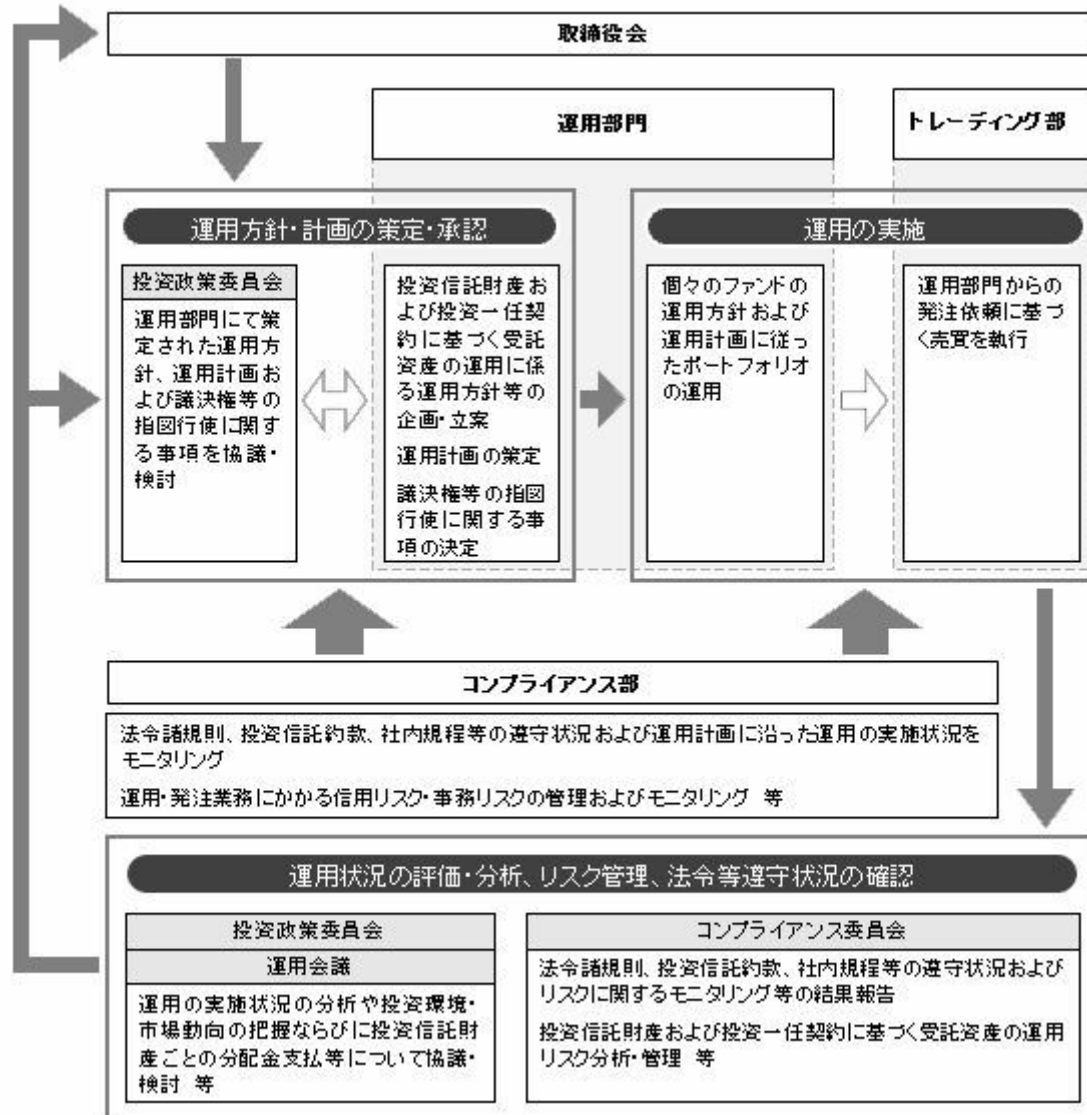 取締役会
運用部門
トレーディング部
運用方針・計画の策定・承認
投資政策委員会
運用部門にて策
定された運用方
針、運用計画お
よび議決権等の
指図行使に関す
る事項を協議・
検討
投資信託財産お
よび投資一任契
約に基づく受託
資産の運用に係
る運用方針等の
企画・立案
運用計画の策定
議決権等の指図
行使に関する事
項の決定
運用の実施
個々のファンドの
運用方針および
運用計画に従っ
たポートフォリオ
の運用
運用部門からの
発注依頼に基づ
く売買を執行
コンプライアンス部
法令諸規則、投資信託約款、社内規程等の遵守状況および運用計画に沿った運用の実施状況を
モニタリング
運用・発注業務にかかる信用リスク・事務リスクの管理およびモニタリング 等
運用状況の評価・分析、リスク管理、法令等遵守状況の確認
投資政策委員会
運用会議
運用の実施状況の分析や投資環境・
市場動向の把握ならびに投資信託財
産ごとの分配金支払等について協議・
検討 等
コンプライアンス委員会
法令諸規則、投資信託約款、社内規程等の遵守状況および
リスクに関するモニタリング等の結果報告
投資信託財産および投資一任契約に基づく受託資産の運用
リスク分析・管理 等